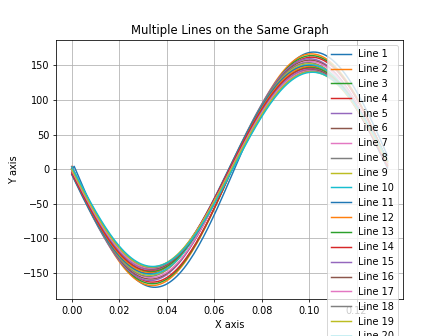 Multiple Lines on the Same Graph
Y axis
150
100
50
0
−50
−100
−150
0.00
0.02
0.04
0.06
0.08
0.10
X axis
Line 1
Line 2
Line 3
Line 4
Line 5
Line 6
Line 7
Line 8
Line 9
Line 10
Line 11
Line 12
Line 13
Line 14
Line 15
Line 16
Line 17
Line 18
Line 19
Line 20